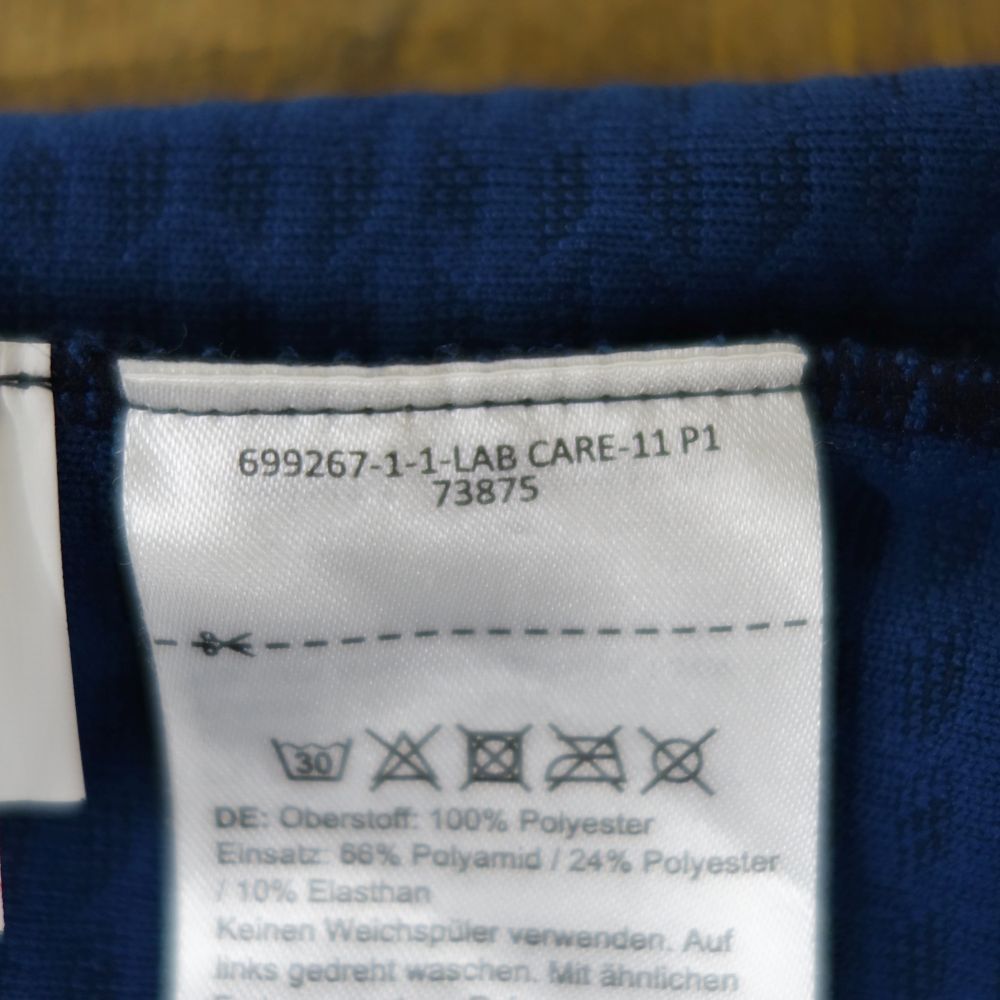 699267-1-1-LAB CARE-11 P1
73875
30
DE: Oberstoff: 100% Polyester
Einsatz: 66% Polyamid / 24% Polyester
/ 10% Elasthan
Keinen Weichspüler verwenden. Auf
links gedreht waschen. Mit ähnlichen